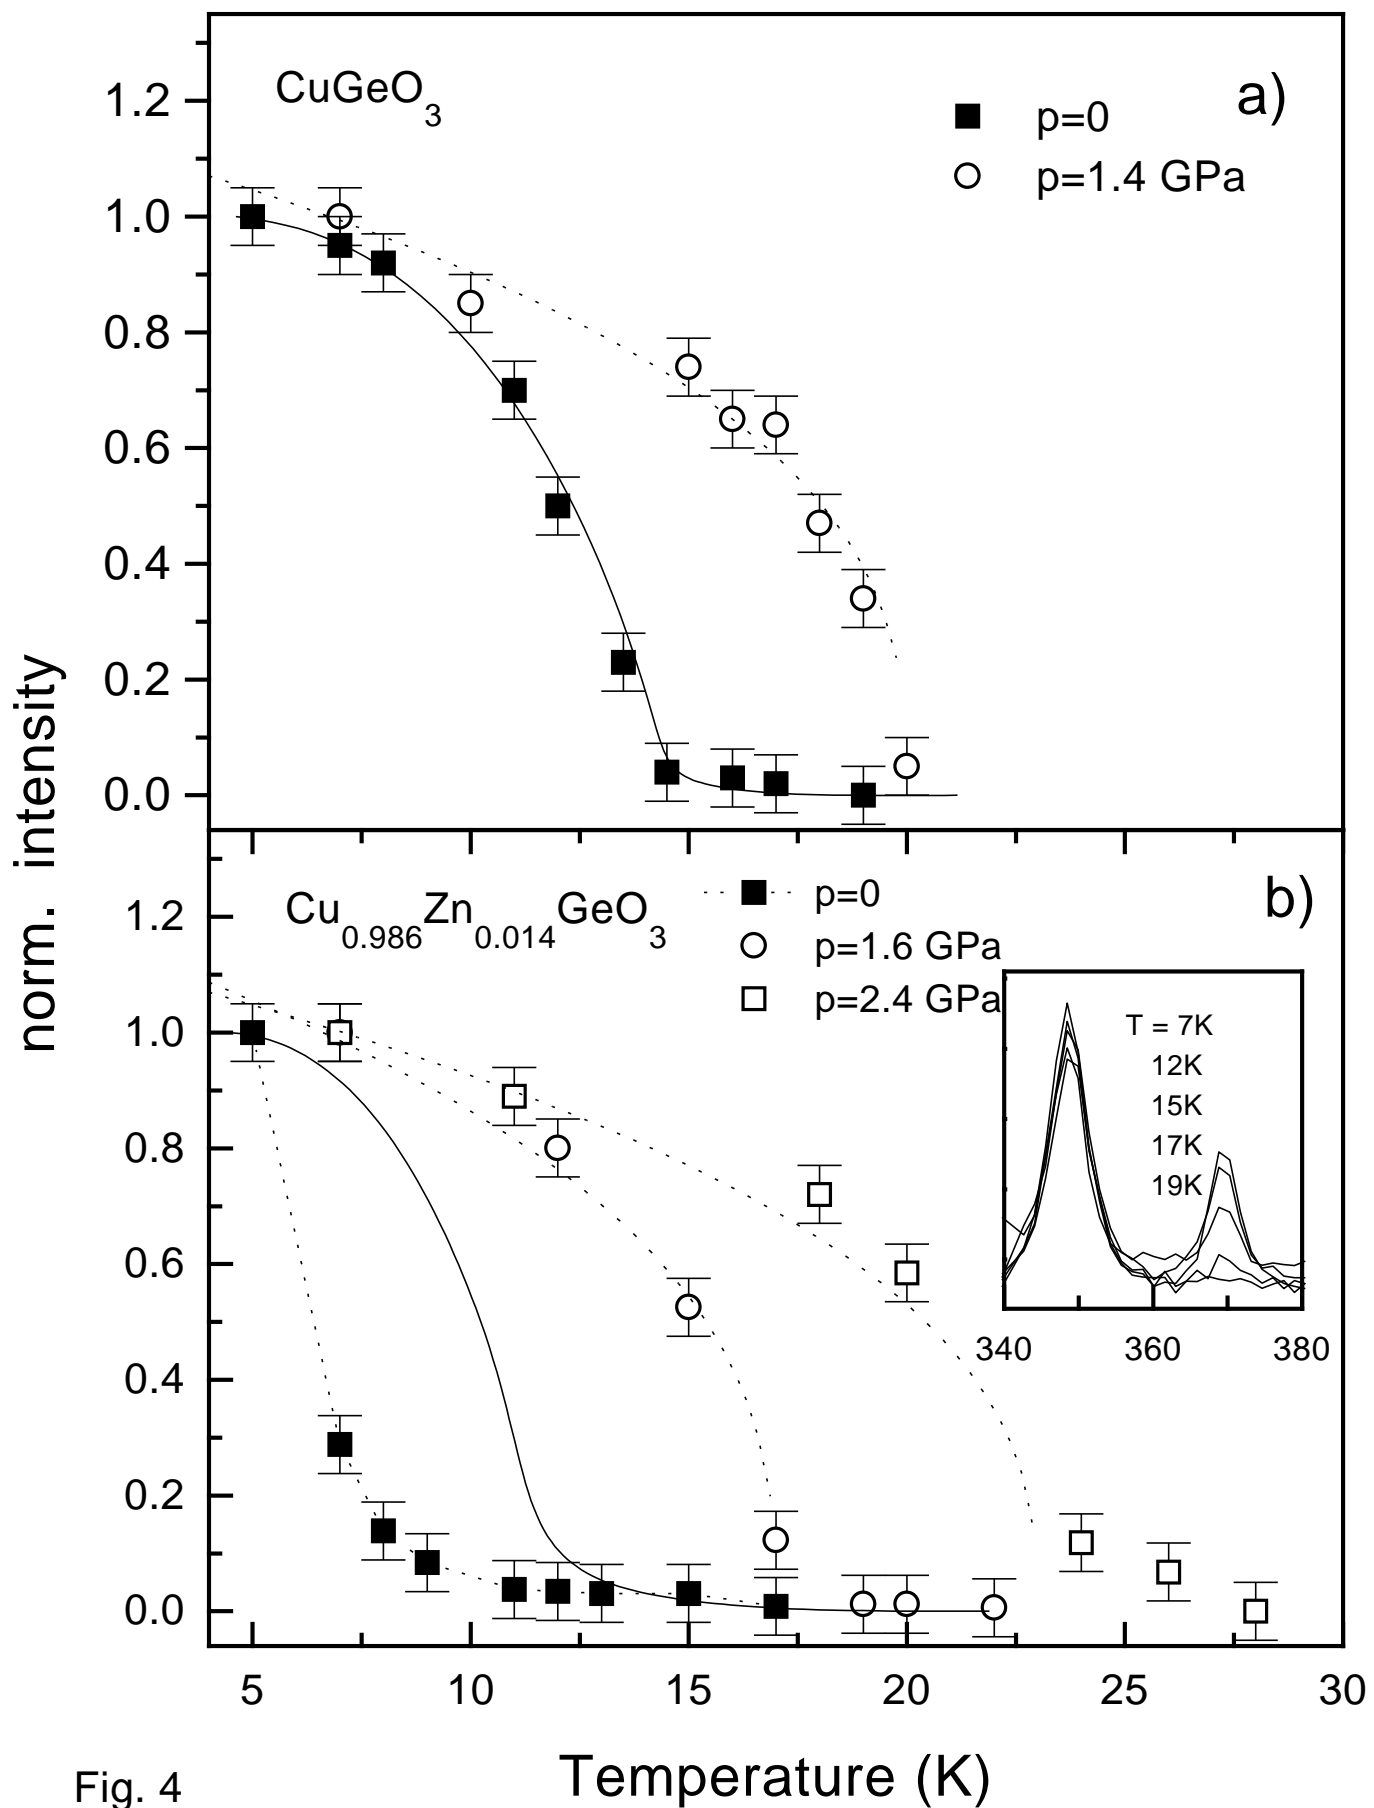 CuGeO3
a)
p=0
p=1.4 GPa
1.2
1.0
0.8
0.6
0.4
0.2
0.0
norm. intensity
Cu0.986Zn0.014GeO3
b)
p=0
p=1.6 GPa
p=2.4 GPa
1.2
1.0
0.8
0.6
0.4
0.2
0.0
T = 7K
12K
15K
17K
19K
340 360 380
5 10 15 20 25 30
Temperature (K)
Fig. 4